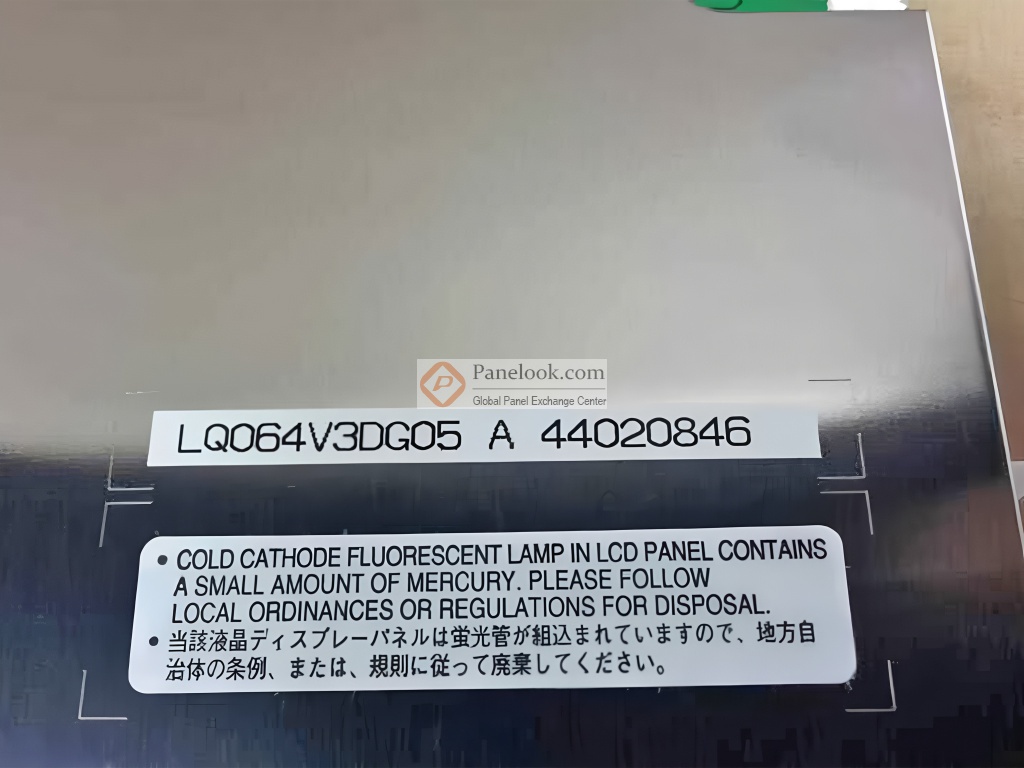 Panelook.com
Global Panel Exchange Center
LQ064V3DG05 A 44020846
• COLD CATHODE FLUORESCENT LAMP IN LCD PANEL CONTAINS
A SMALL AMOUNT OF MERCURY. PLEASE FOLLOW
LOCAL ORDINANCES OR REGULATIONS FOR DISPOSAL.
• 当該液晶ディスプレーパネルは蛍光管が組込まれていますので、地方自
治体の条例、または、規則に従って廃棄してください。